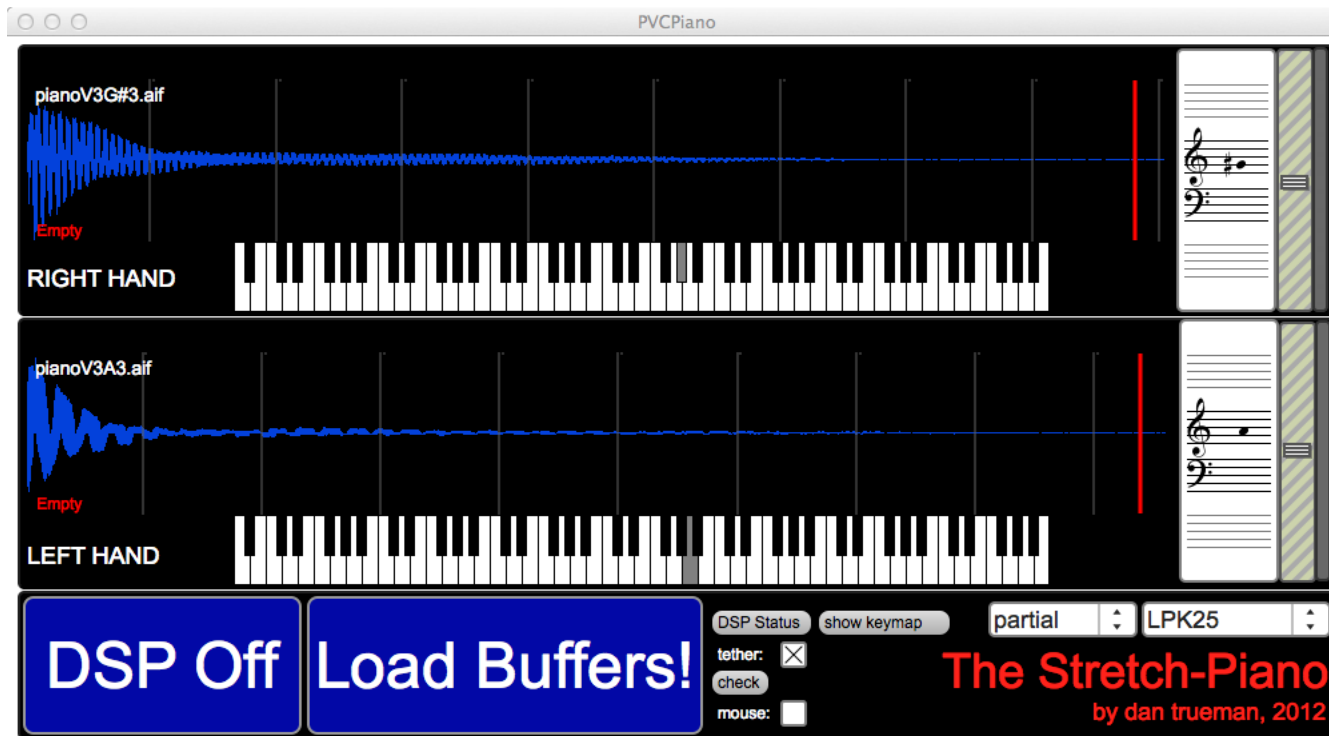 PVCPiano
pianoV3G#3.aif
Empty
RIGHT HAND
pianoV3A3.aif
Empty
LEFT HAND
DSP Off
Load Buffers!
DSP Status
show keymap
partial
LPK25
tether:
check
mouse:
The Stretch-Piano
by dan trueman, 2012